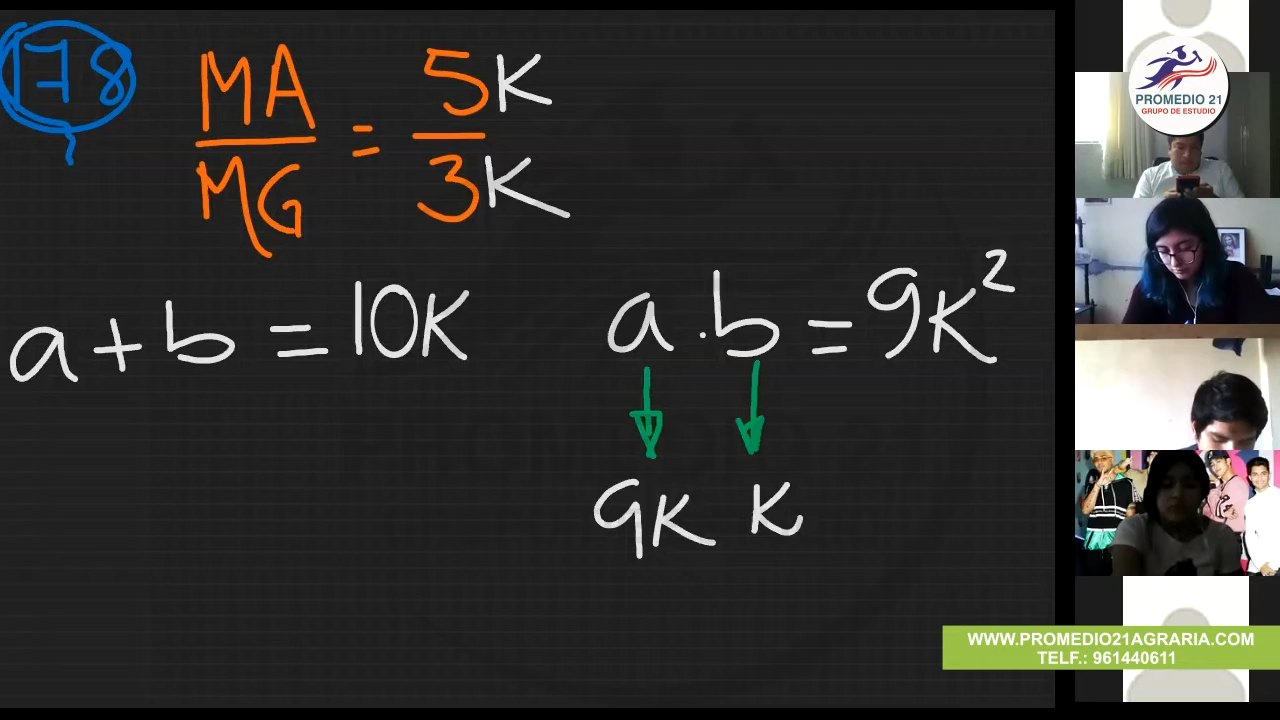 178
MA / MG = 5K / 3K
a + b = 10K
a . b = 9K²
9K K
PROMEDIO 21
GRUPO DE ESTUDIO
WWW.PROMEDIO21AGRARIA.COM
TELF.: 961440611